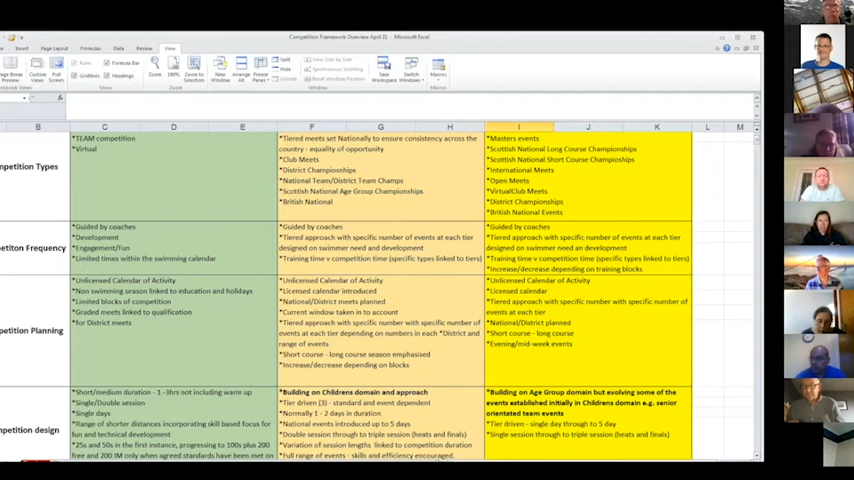 Competition Framework Overview April 21 - Microsoft Excel
Insert Page Layout Formulas Data Review View
Ruler Formula Bar
Gridlines Headings
Page Break Preview Custom Views Full Screen
Zoom 100% Zoom to Selection
New Window Arrange All Freeze Panes
Split
Hide
Unhide
View Side by Side
Synchronous Scrolling
Reset Window Position
Save Workspace Switch Windows
Macros
Workbook Views Show Zoom Window Macros
B C D E F G H I J K L M
ompetition Types
*TEAM competition
*Virtual
*Tiered meets set Nationally to ensure consistency across the
country - equality of opportunity
*Club Meets
*District Champioships
*National Team/District Team Champs
*Scottish National Age Group Championships
*British National
*Masters events
*Scottish National Long Course Championships
*Scottish National Short Course Champioships
*International Meets
*Open Meets
*VirtualClub Meets
*District Championships
*British National Events
ompetiton Frequency
*Guided by coaches
*Development
*Engagement/Fun
*Limited times within the swimming calendar
*Guided by coaches
*Tiered approach with specific number of events at each tier
designed on swimmer need and development
*Training time v competition time (specific types linked to tiers)
*Guided by coaches
*Tiered approach with specific number of events at each tier
designed on swimmer need an development
*Training time v competition time (specific types linked to tiers)
*Increase/decrease depending on training blocks
ompetition Planning
*Unlicensed Calendar of Activity
*Non swimming season linked to education and holidays
*Limited blocks of competition
*Graded meets linked to qualification
*for District meets
*Unlicensed Calendar of Activity
*Licensed calendar introduced
*National/District meets planned
*Current window taken in to account
*Tiered approach with specific number with specific number of
events at each tier depending on numbers in each *District and
range of events
*Short course - long course season emphasised
*Increase/decrease depending on blocks
*Unlicensed Calendar of Activity
*Licensed calendar
*Tiered approach with specific number with specific number of
events at each tier
*National/District planned
*Short course - long course
*Evening/mid-week events
ompetition design
*Short/medium duration - 1 -3hrs not including warm up
*Single/Double session
*Single days
*Range of shorter distances incorporating skill based focus for
fun and technical development
*25s and 50s in the first instance, progressing to 100s plus 200
free and 200 IM only when agreed standards have been met on
*Building on Childrens domain and approach
*Tier driven (3) - standard and event dependent
*Normally 1 - 2 days in duration
*National events introduced up to 5 days
*Double session through to triple session (heats and finals)
*Variation of session lengths linked to competition duration
*Full range of events - skills and efficiency encouraged.
*Building on Age Group domain but evolving some of the
events established initially in Childrens domain e.g. senior
orientated team events
*Tier driven - single day through to 5 day
*Single session through to triple session (heats and finals)